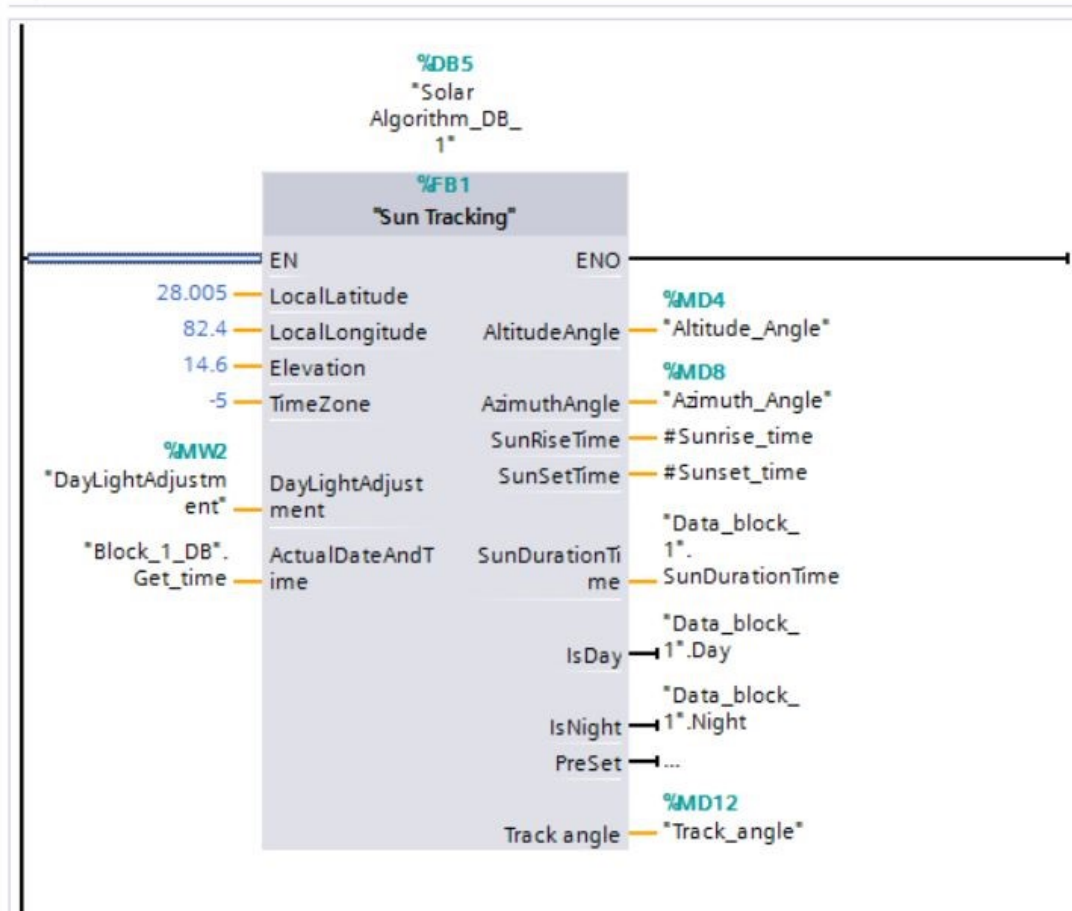 %DB5
"Solar
Algorithm_DB_
1"
%FB1
"Sun Tracking"
EN
ENO
28.005
LocalLatitude
82.4
LocalLongitude
14.6
Elevation
-5
TimeZone
%MW2
"DayLightAdjustm
ent"
DayLightAdjust
ment
"Block_1_DB".
Get_time
ActualDateAndT
ime
AltitudeAngle
%MD4
"Altitude_Angle"
AzimuthAngle
%MD8
"Azimuth_Angle"
SunRiseTime
#Sunrise_time
SunSetTime
#Sunset_time
SunDurationTi
me
"Data_block_
1".
SunDurationTime
IsDay
"Data_block_
1".Day
IsNight
"Data_block_
1".Night
PreSet
...
Track angle
%MD12
"Track_angle"